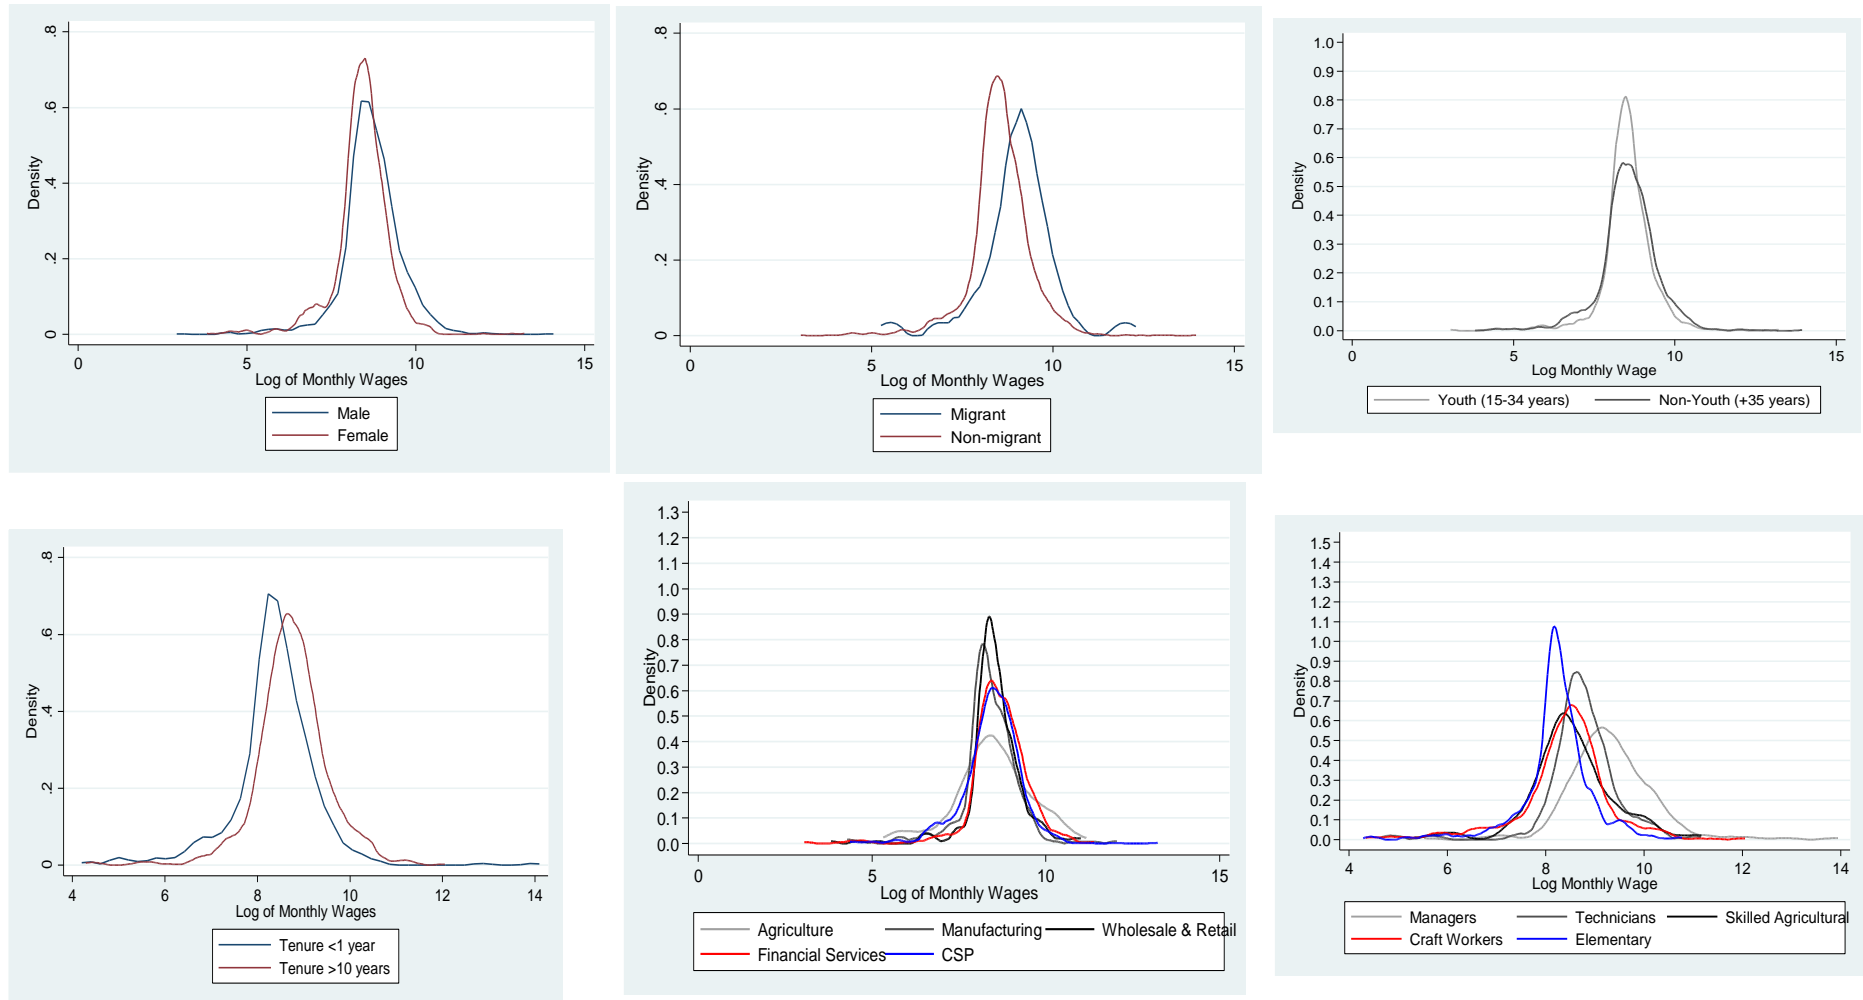 Density
.8
.6
.4
.2
0
0 5 10 15
Log of Monthly Wages
Male
Female
Density
.8
.6
.4
.2
0
0 5 10 15
Log of Monthly Wages
Migrant
Non-migrant
Density
1.0
0.9
0.8
0.7
0.6
0.5
0.4
0.3
0.2
0.1
0.0
0 5 10 15
Log Monthly Wage
Youth (15-34 years) Non-Youth (+35 years)
Density
.8
.6
.4
.2
0
4 6 8 10 12 14
Log of Monthly Wages
Tenure <1 year
Tenure >10 years
Density
1.3
1.2
1.1
1.0
0.9
0.8
0.7
0.6
0.5
0.4
0.3
0.2
0.1
0.0
0 5 10 15
Log of Monthly Wages
Agriculture Manufacturing Wholesale & Retail
Financial Services CSP
Density
1.5
1.4
1.3
1.2
1.1
1.0
0.9
0.8
0.7
0.6
0.5
0.4
0.3
0.2
0.1
0.0
4 6 8 10 12 14
Log Monthly Wage
Managers Technicians Skilled Agricultural
Craft Workers Elementary